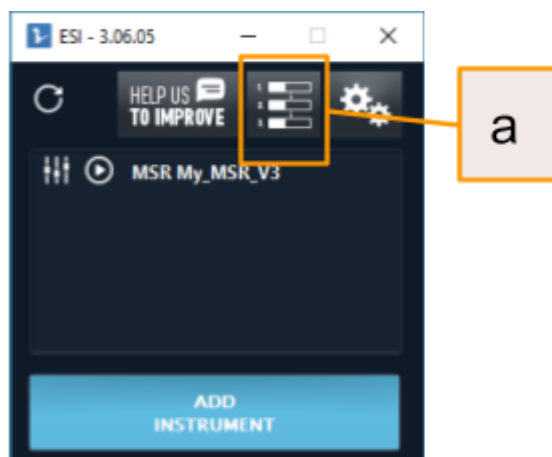 ESI - 3.06.05
HELP US
TO IMPROVE
1
2
3
a
MSR My_MSR_V3
ADD
INSTRUMENT